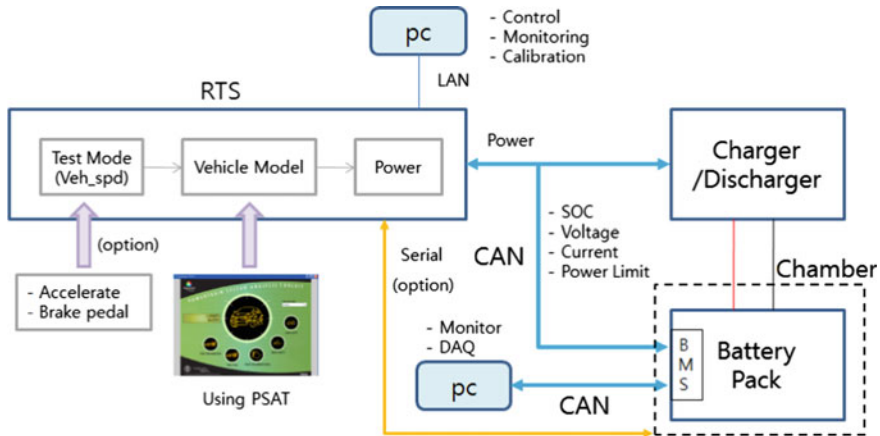 pc
- Control
- Monitoring
- Calibration
LAN
RTS
Test Mode
(Veh_spd)
Vehicle Model
Power
Power
Charger
/Discharger
(option)
- Accelerate
- Brake pedal
Using PSAT
Serial
(option)
CAN
- SOC
- Voltage
- Current
- Power Limit
Chamber
- Monitor
- DAQ
pc
CAN
B
M
S
Battery
Pack